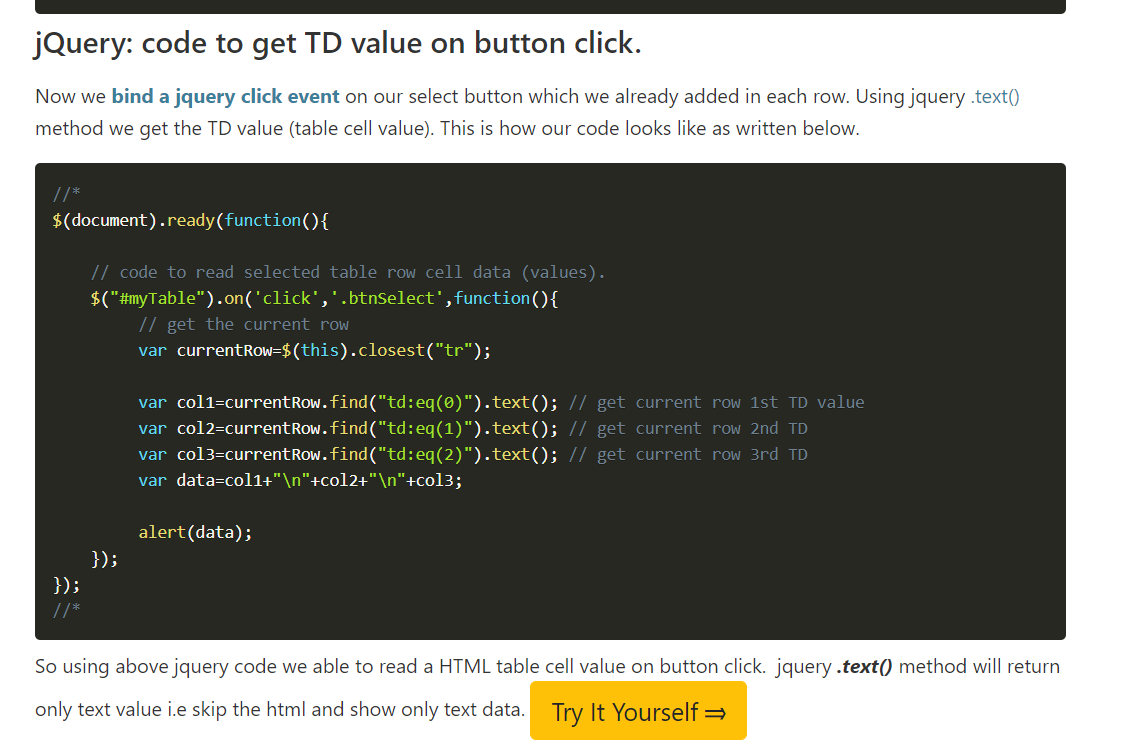 jQuery: code to get TD value on button click.
Now we bind a jquery click event on our select button which we already added in each row. Using jquery .text()
method we get the TD value (table cell value). This is how our code looks like as written below.
//*
$(document).ready(function(){
// code to read selected table row cell data (values).
$("#myTable").on('click','.btnSelect',function(){
// get the current row
var currentRow=$(this).closest("tr");
var col1=currentRow.find("td:eq(0)").text(); // get current row 1st TD value
var col2=currentRow.find("td:eq(1)").text(); // get current row 2nd TD
var col3=currentRow.find("td:eq(2)").text(); // get current row 3rd TD
var data=col1+"\n"+col2+"\n"+col3;
alert(data);
});
});
//*
So using above jquery code we able to read a HTML table cell value on button click.  jquery .text() method will return
only text value i.e skip the html and show only text data. Try It Yourself ⇒